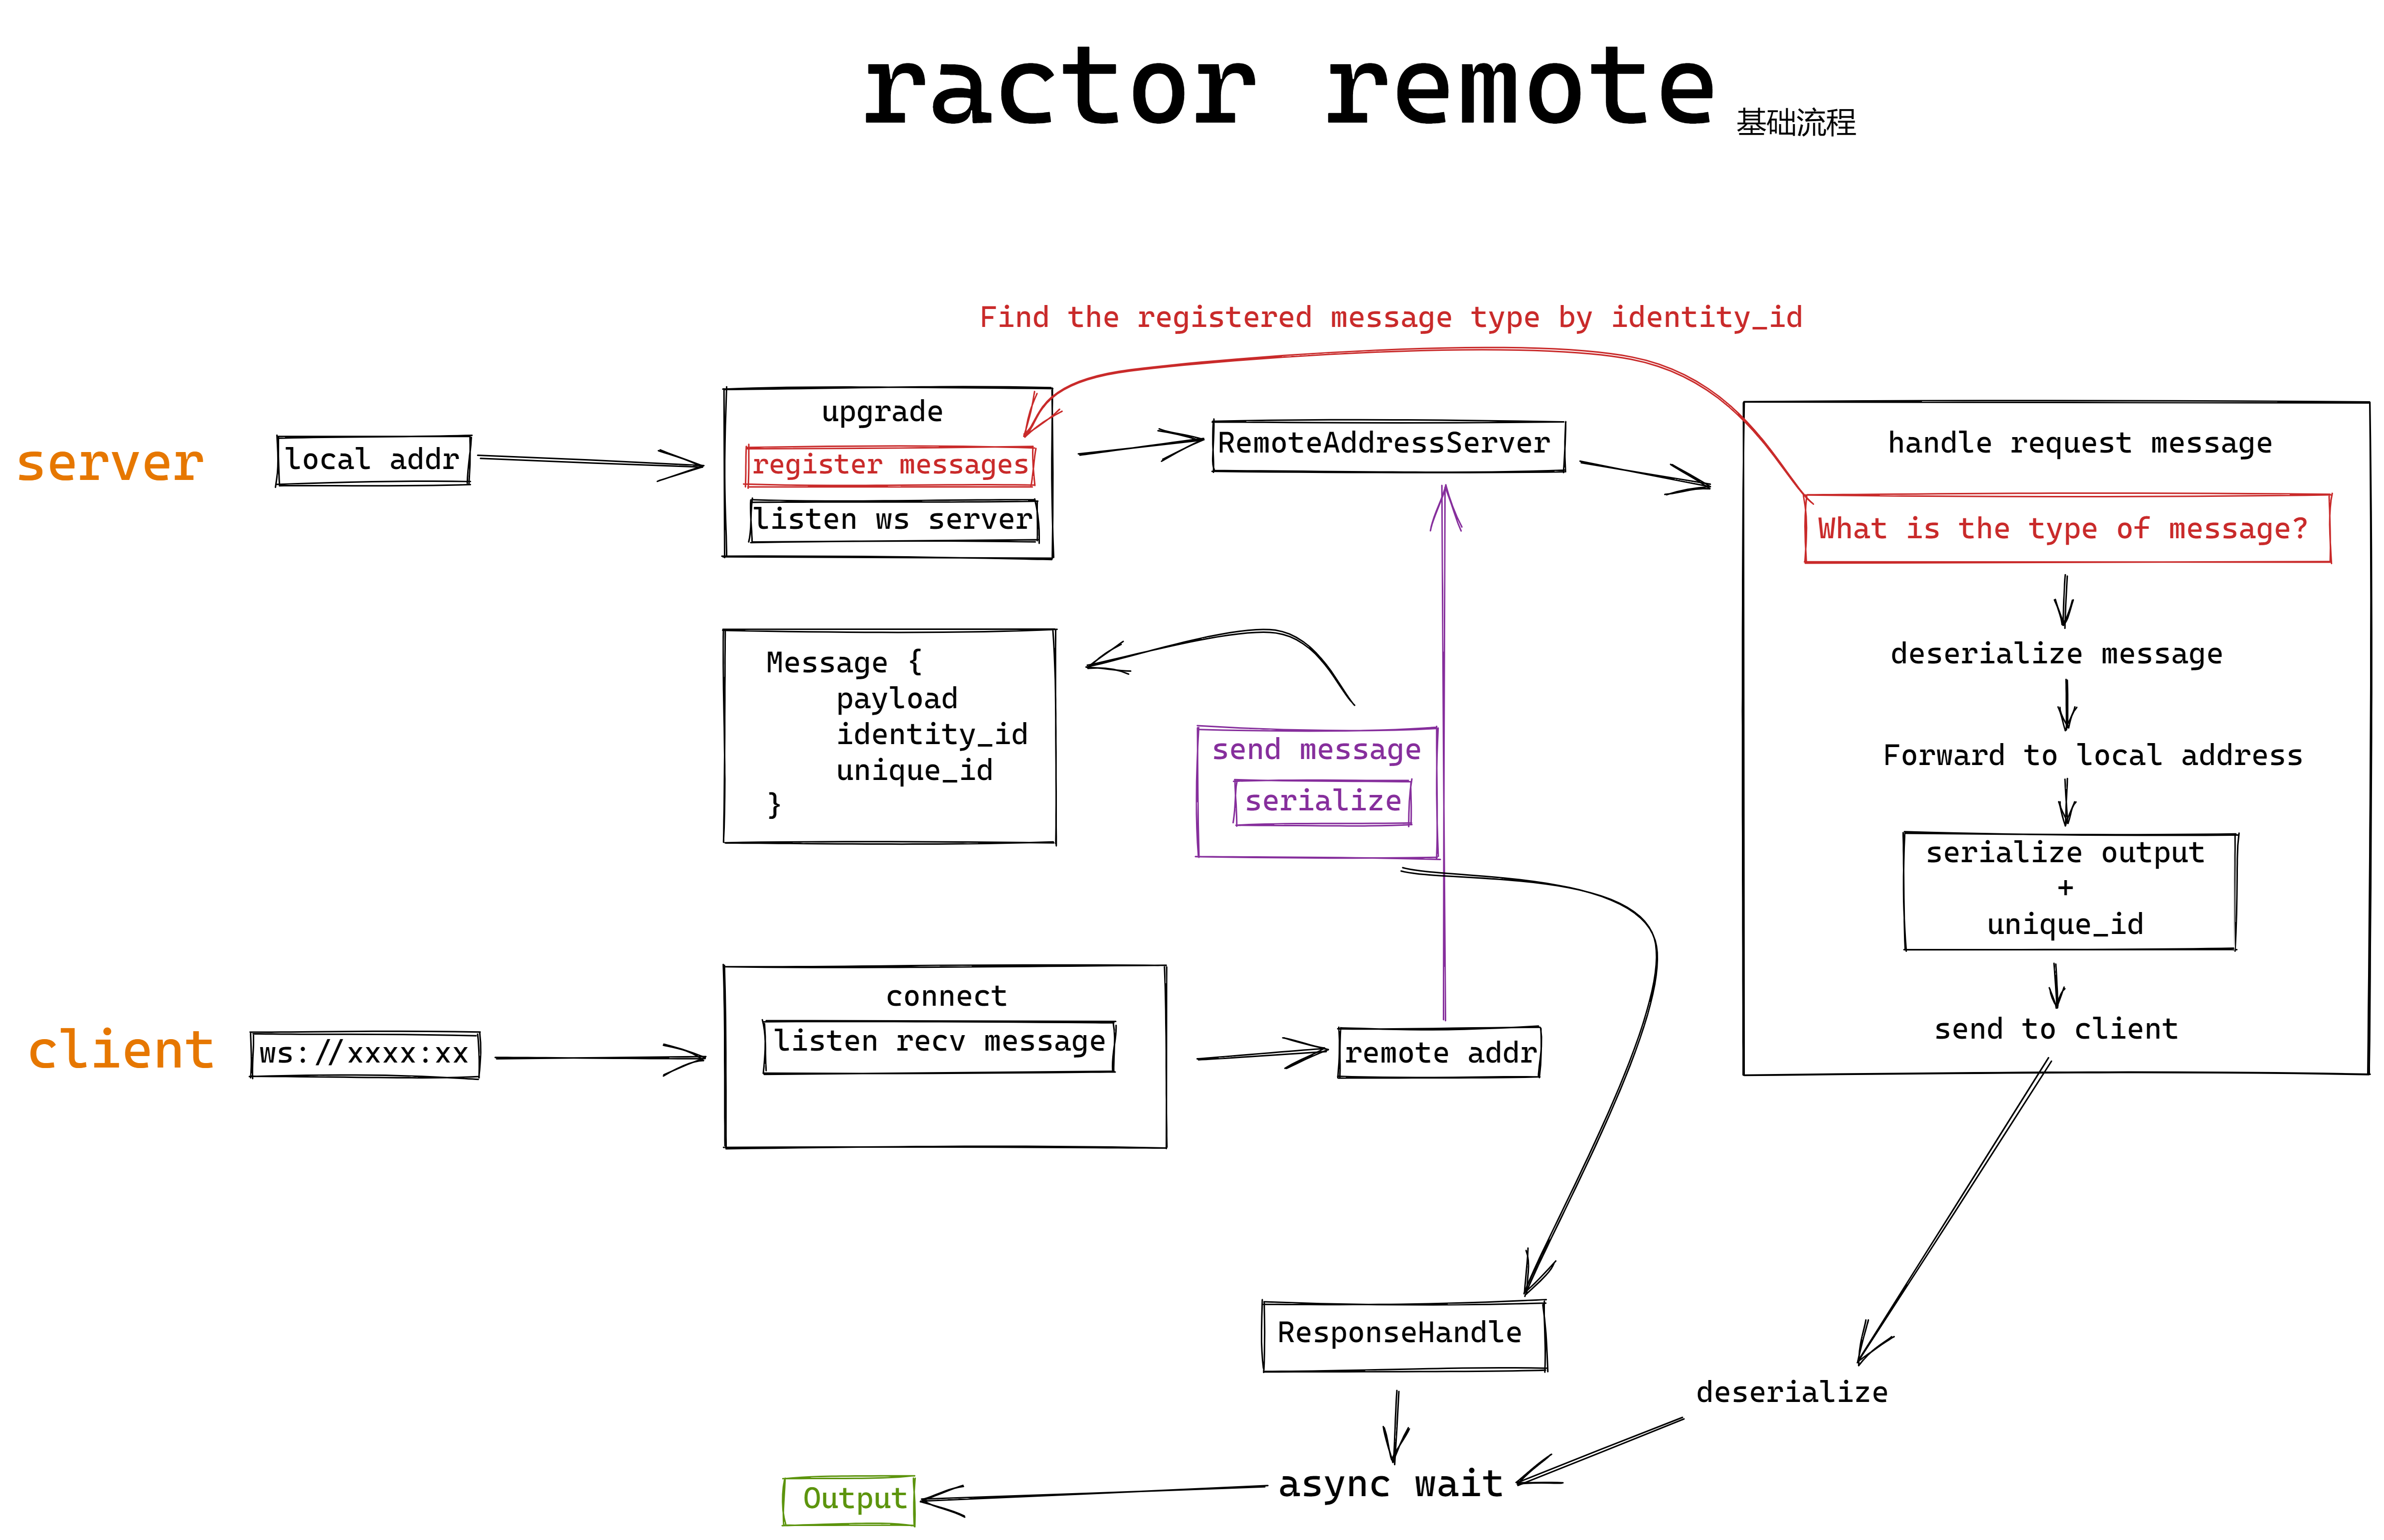 ractor remote
基础流程
Find the registered message type by identity_id
server
local addr
upgrade
register messages
listen ws server
RemoteAddressServer
handle request message
What is the type of message?
deserialize message
Forward to local address
serialize output
+
unique_id
send to client
Message {
payload
identity_id
unique_id
}
send message
serialize
client
ws://xxxx:xx
connect
listen recv message
remote addr
ResponseHandle
deserialize
async wait
Output